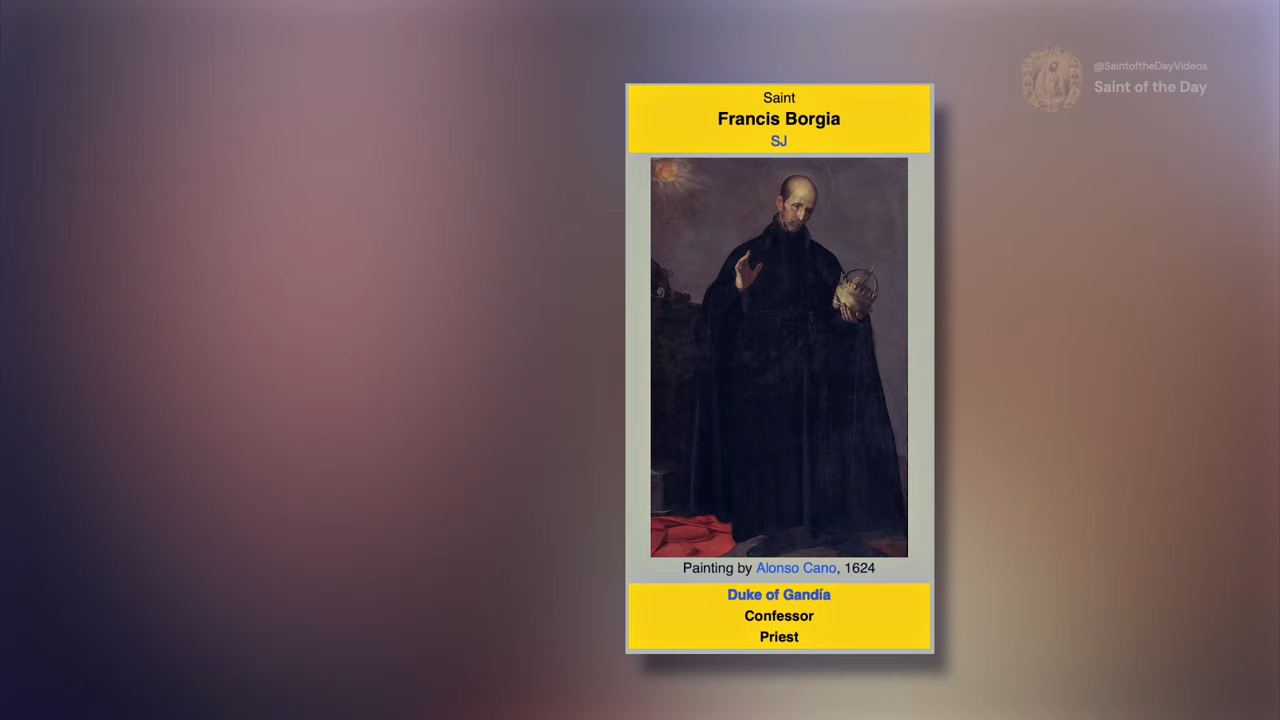 @SaintoftheDayVideos
Saint of the Day
Saint
Francis Borgia
SJ
Painting by Alonso Cano, 1624
Duke of Gandía
Confessor
Priest